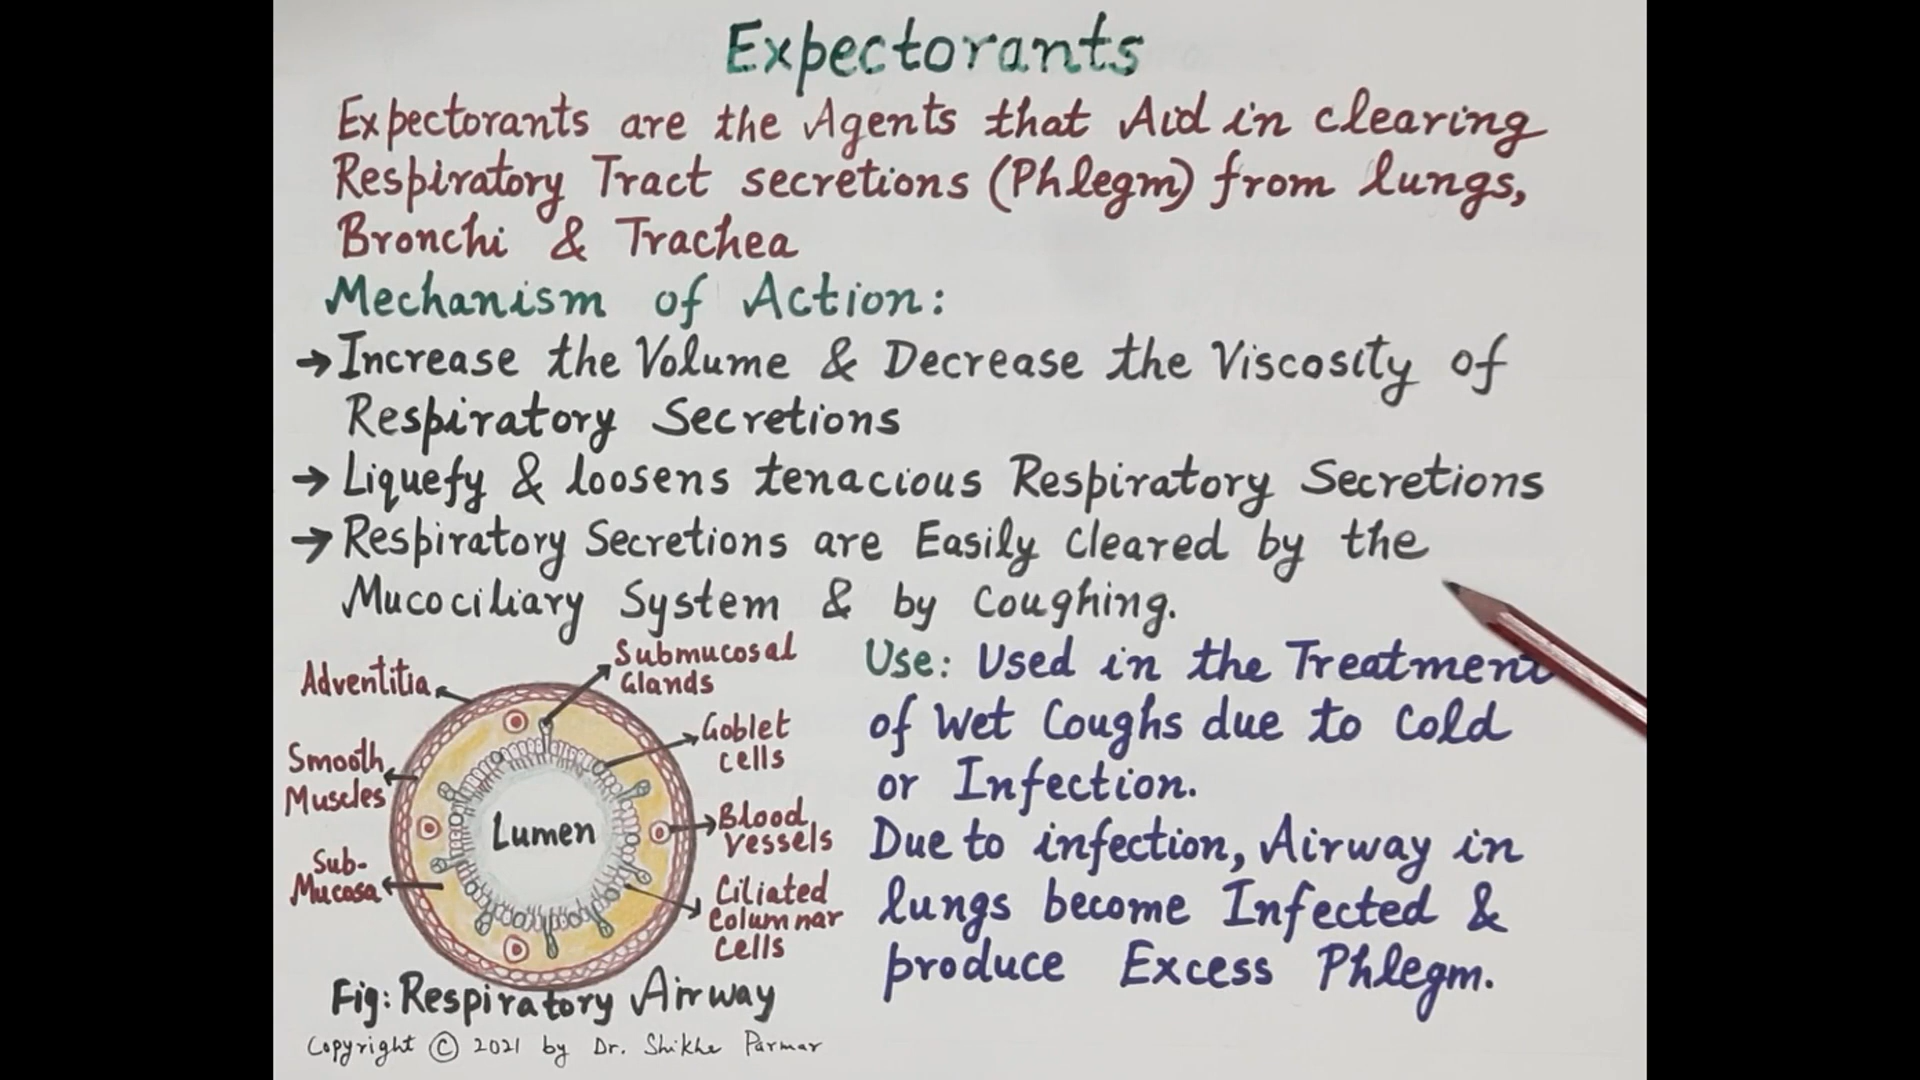 Expectorants
Expectorants are the Agents that Aid in clearing
Respiratory Tract secretions (Phlegm) from lungs,
Bronchi & Trachea
Mechanism of Action:
→ Increase the Volume & Decrease the Viscosity of
Respiratory Secretions
→ Liquefy & loosens tenacious Respiratory Secretions
→ Respiratory Secretions are Easily cleared by the
Mucociliary System & by Coughing.
Adventitia
Submucosal
Glands
Goblet
cells
Smooth
Muscles
Lumen
Blood
Vessels
Sub-
Mucosa
Ciliated
Columnar
Cells
Fig: Respiratory Airway
Copyright © 2021 by Dr. Shikha Parmar
Use: Used in the Treatment
of Wet Coughs due to Cold
or Infection.
Due to infection, Airway in
lungs become Infected &
produce Excess Phlegm.